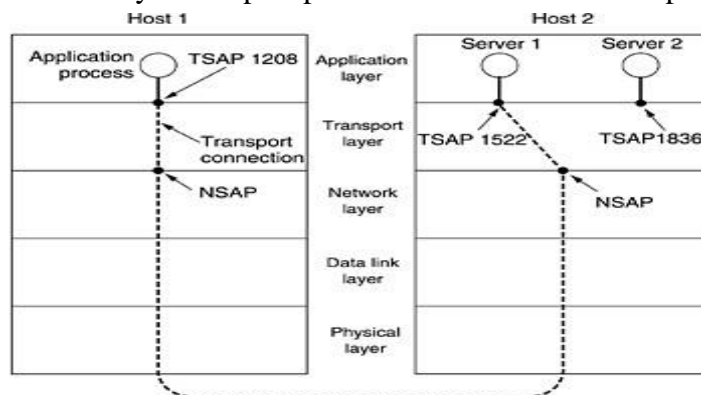 Host 1
Host 2
Application
process
TSAP 1208
Application
layer
Server 1
Server 2
Transport
connection
Transport
layer
TSAP 1522
TSAP1836
NSAP
Network
layer
NSAP
Data link
layer
Physical
layer